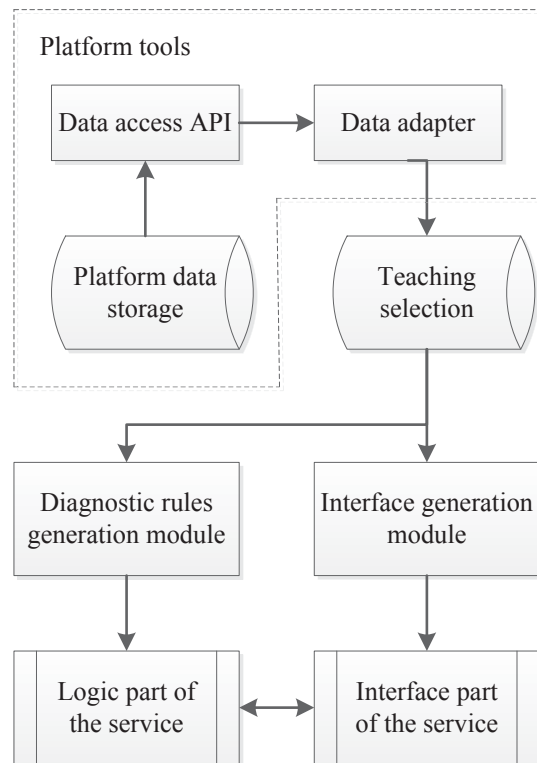 Platform tools
Data access API
Data adapter
Platform data
storage
Teaching
selection
Diagnostic rules
generation module
Interface generation
module
Logic part of
the service
Interface part
of the service